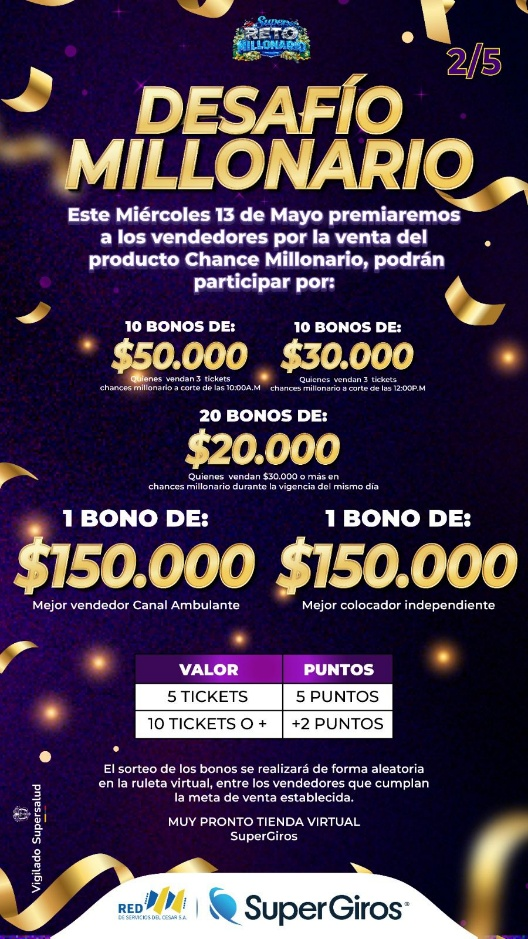 Super
RETO
MILLONARIO
2/5
DESAFÍO
MILLONARIO
Este Miércoles 13 de Mayo premiaremos
a los vendedores por la venta del
producto Chance Millonario, podrán
participar por:
10 BONOS DE:
$50.000
Quienes vendan 3 tickets
chances millonario a corte de las 10:00A.M
10 BONOS DE:
$30.000
Quienes vendan 3 tickets
chances millonario a corte de las 12:00P.M
20 BONOS DE:
$20.000
Quienes vendan $30.000 o más en
chances millonario durante la vigencia del mismo día
1 BONO DE:
$150.000
Mejor vendedor Canal Ambulante
1 BONO DE:
$150.000
Mejor colocador independiente
VALOR PUNTOS
5 TICKETS 5 PUNTOS
10 TICKETS O + +2 PUNTOS
El sorteo de los bonos se realizará de forma aleatoria
en la ruleta virtual, entre los vendedores que cumplan
la meta de venta establecida.
MUY PRONTO TIENDA VIRTUAL
SuperGiros
Vigilado Supersalud
RED
DE SERVICIOS DEL CESAR S.A.
SuperGiros